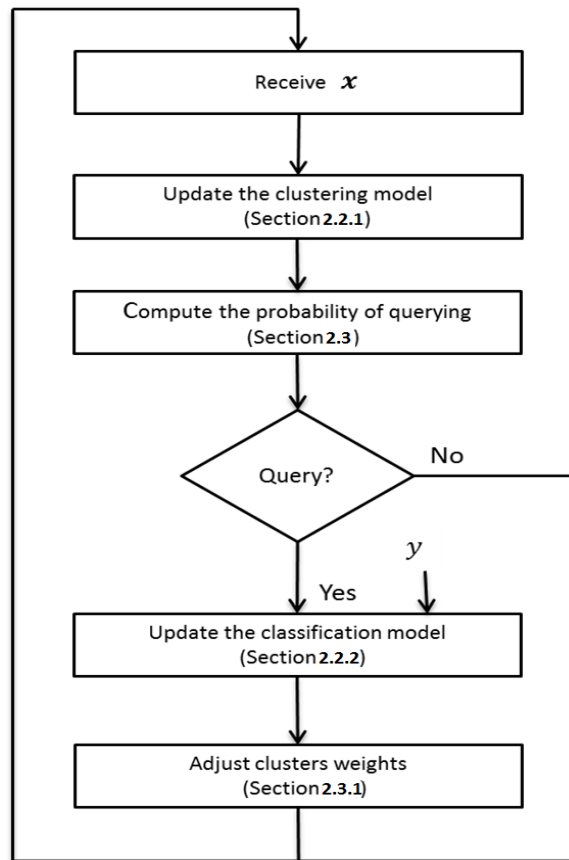 Receive x
Update the clustering model
(Section 2.2.1)
Compute the probability of querying
(Section 2.3)
Query?
No
y
Yes
Update the classification model
(Section 2.2.2)
Adjust clusters weights
(Section 2.3.1)